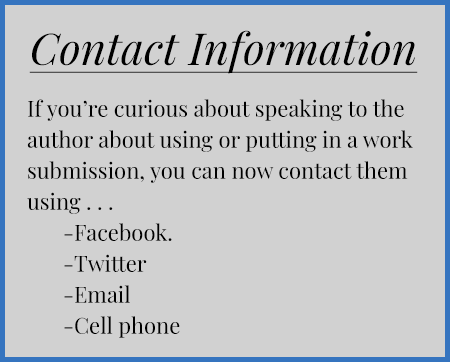 Contact Information
If you’re curious about speaking to the
author about using or putting in a work
submission, you can now contact them
using . . .
-Facebook.
-Twitter
-Email
-Cell phone